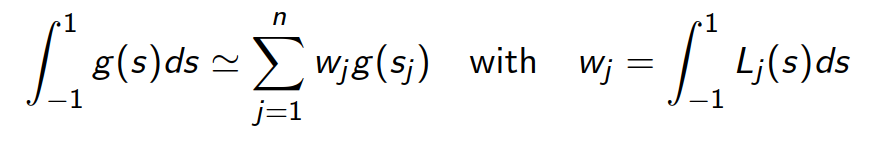 ∫_{-1}^{1} g(s)ds ≃ ∑_{j=1}^{n} w_j g(s_j) with w_j = ∫_{-1}^{1} L_j(s)ds